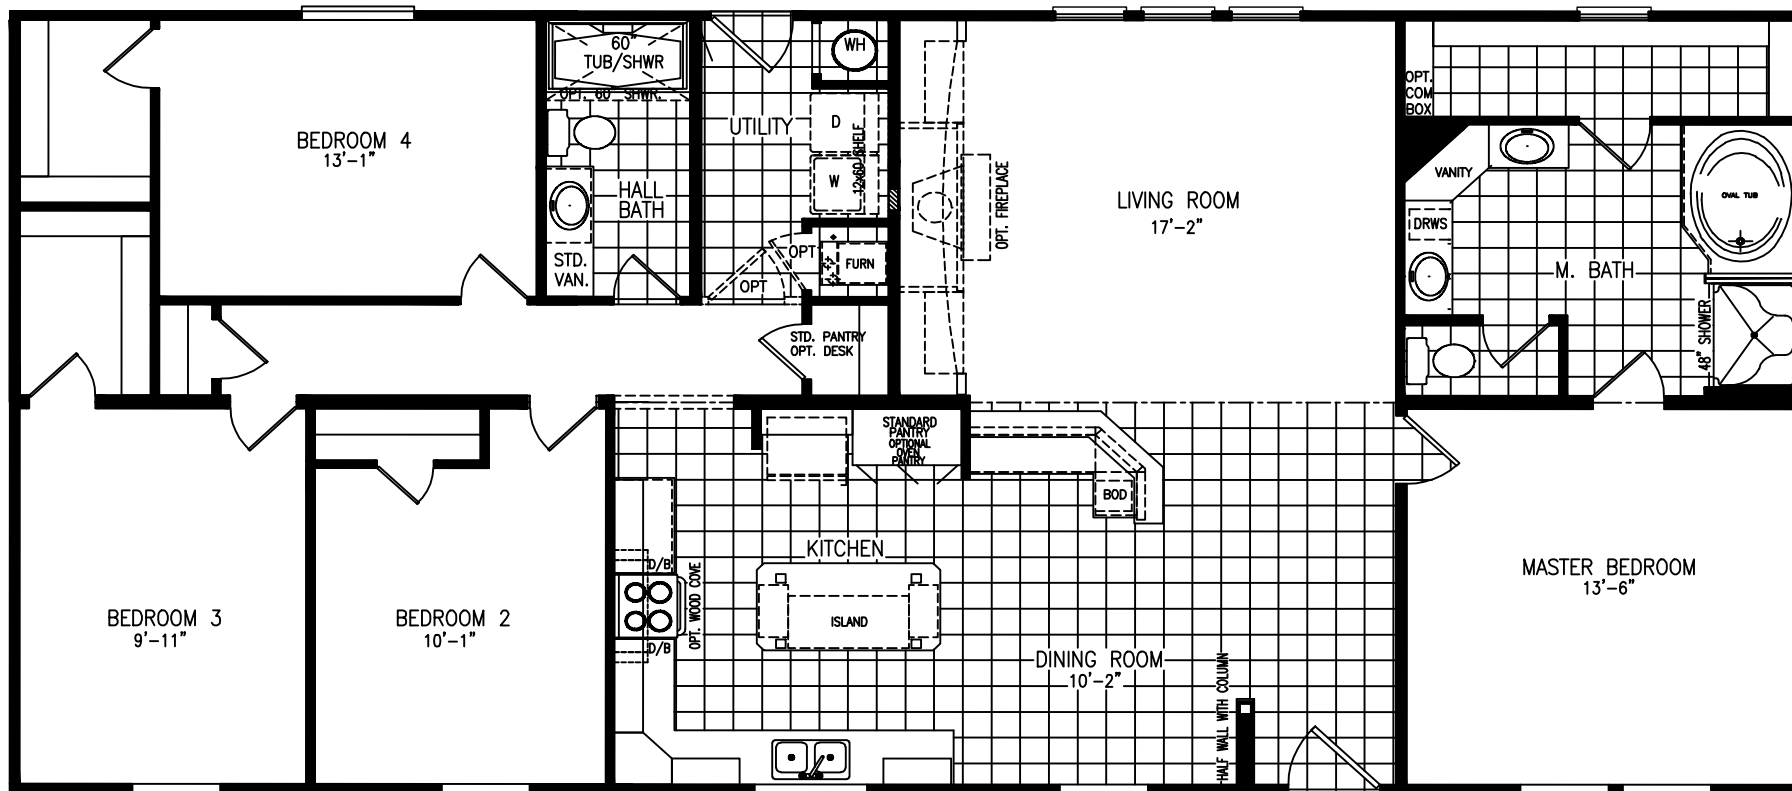 BEDROOM 4
13'-1"
60"
TUB/SHWR
OPT. 60" SHWR.
HALL
BATH
STD.
VAN.
UTILITY
WH
D
W
12x60 SHELF
OPT
OPT
FURN
STD. PANTRY
OPT. DESK
OPT. FIREPLACE
LIVING ROOM
17'-2"
OPT.
COM
BOX
VANITY
DRWS
OVAL TUB
M. BATH
48" SHOWER
STANDARD
PANTRY
OPTIONAL
OVEN
PANTRY
BOD
KITCHEN
D/B
D/B
OPT. WOOD COVE
ISLAND
BEDROOM 3
9'-11"
BEDROOM 2
10'-1"
DINING ROOM
10'-2"
HALF WALL WITH COLUMN
MASTER BEDROOM
13'-6"